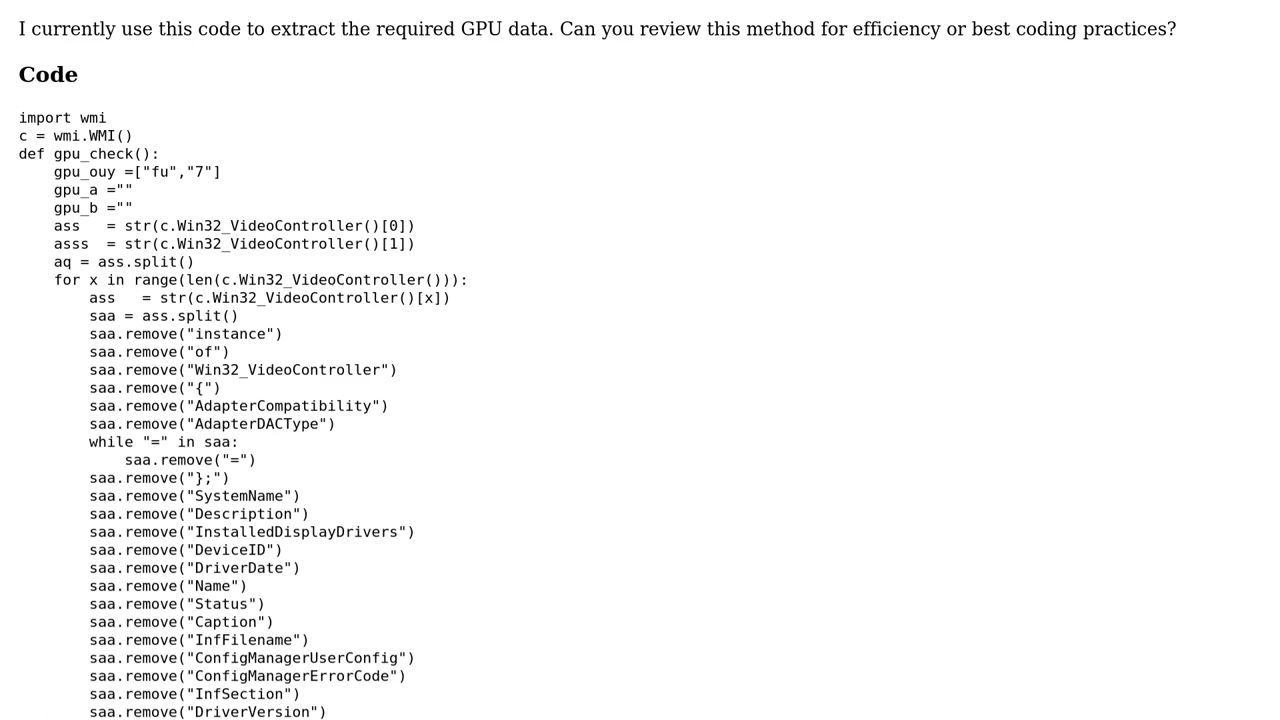 I currently use this code to extract the required GPU data. Can you review this method for efficiency or best coding practices?
Code
import wmi
c = wmi.WMI()
def gpu_check():
    gpu_ouy =["fu","7"]
    gpu_a =""
    gpu_b =""
    ass   = str(c.Win32_VideoController()[0])
    asss  = str(c.Win32_VideoController()[1])
    aq = ass.split()
    for x in range(len(c.Win32_VideoController())):
        ass   = str(c.Win32_VideoController()[x])
        saa = ass.split()
        saa.remove("instance")
        saa.remove("of")
        saa.remove("Win32_VideoController")
        saa.remove("{")
        saa.remove("AdapterCompatibility")
        saa.remove("AdapterDACType")
        while "=" in saa:
            saa.remove("=")
        saa.remove("};")
        saa.remove("SystemName")
        saa.remove("Description")
        saa.remove("InstalledDisplayDrivers")
        saa.remove("DeviceID")
        saa.remove("DriverDate")
        saa.remove("Name")
        saa.remove("Status")
        saa.remove("Caption")
        saa.remove("InfFilename")
        saa.remove("ConfigManagerUserConfig")
        saa.remove("ConfigManagerErrorCode")
        saa.remove("InfSection")
        saa.remove("DriverVersion")